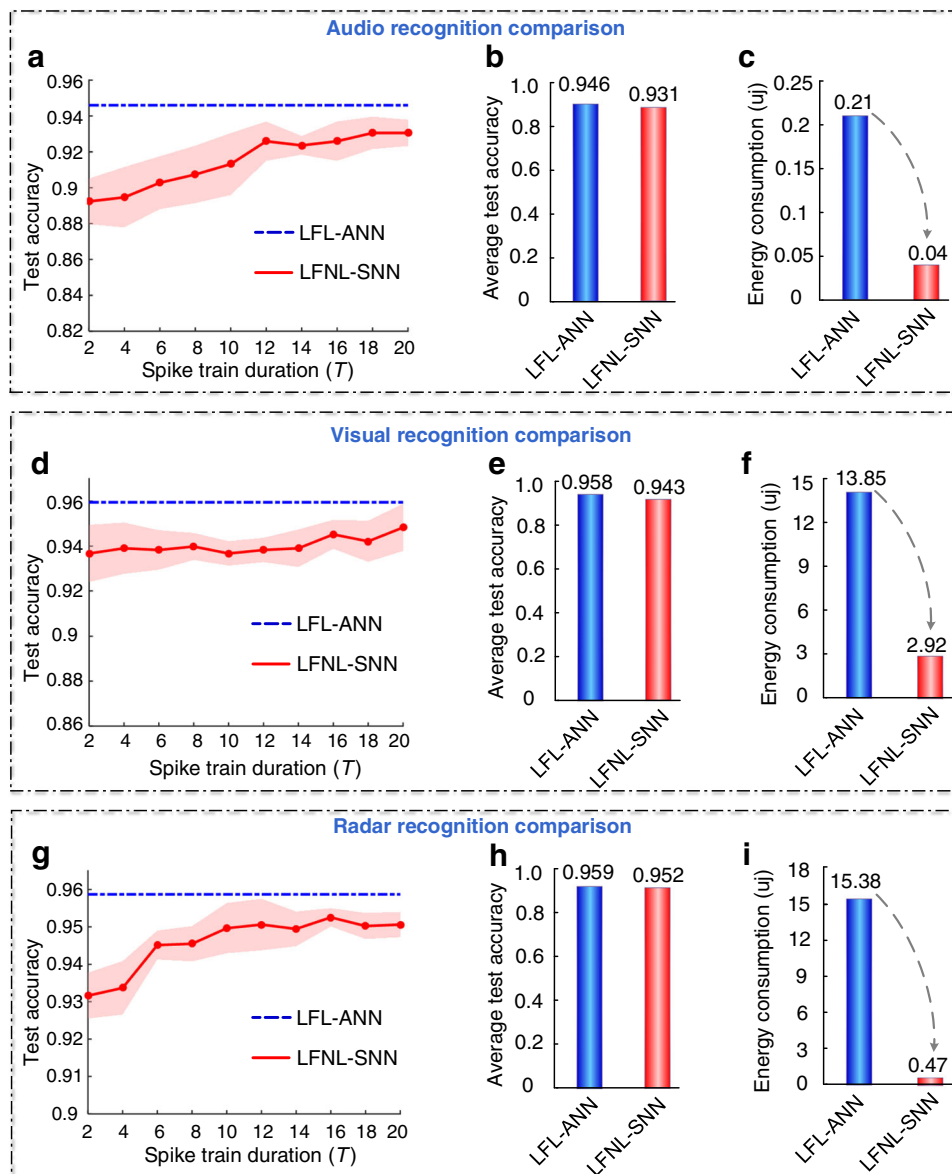 Audio recognition comparison
a
0.96
0.94
0.92
0.9
0.88
0.86
0.84
0.82
Test accuracy
2 4 6 8 10 12 14 16 18 20
Spike train duration (T)
LFL-ANN
LFNL-SNN
b
1.0
0.8
0.6
0.4
0.2
0
Average test accuracy
0.946
0.931
LFL-ANN
LFNL-SNN
c
0.25
0.2
0.15
0.1
0.05
0
Energy consumption (uj)
0.21
0.04
LFL-ANN
LFNL-SNN
Visual recognition comparison
d
0.96
0.94
0.92
0.9
0.88
0.86
Test accuracy
2 4 6 8 10 12 14 16 18 20
Spike train duration (T)
LFL-ANN
LFNL-SNN
e
1.0
0.8
0.6
0.4
0.2
0
Average test accuracy
0.958
0.943
LFL-ANN
LFNL-SNN
f
15
12
9
6
3
0
Energy consumption (uj)
13.85
2.92
LFL-ANN
LFNL-SNN
Radar recognition comparison
g
0.96
0.95
0.94
0.93
0.92
0.91
0.9
Test accuracy
2 4 6 8 10 12 14 16 18 20
Spike train duration (T)
LFL-ANN
LFNL-SNN
h
1.0
0.8
0.6
0.4
0.2
0
Average test accuracy
0.959
0.952
LFL-ANN
LFNL-SNN
i
18
15
12
9
6
3
0
Energy consumption (uj)
15.38
0.47
LFL-ANN
LFNL-SNN